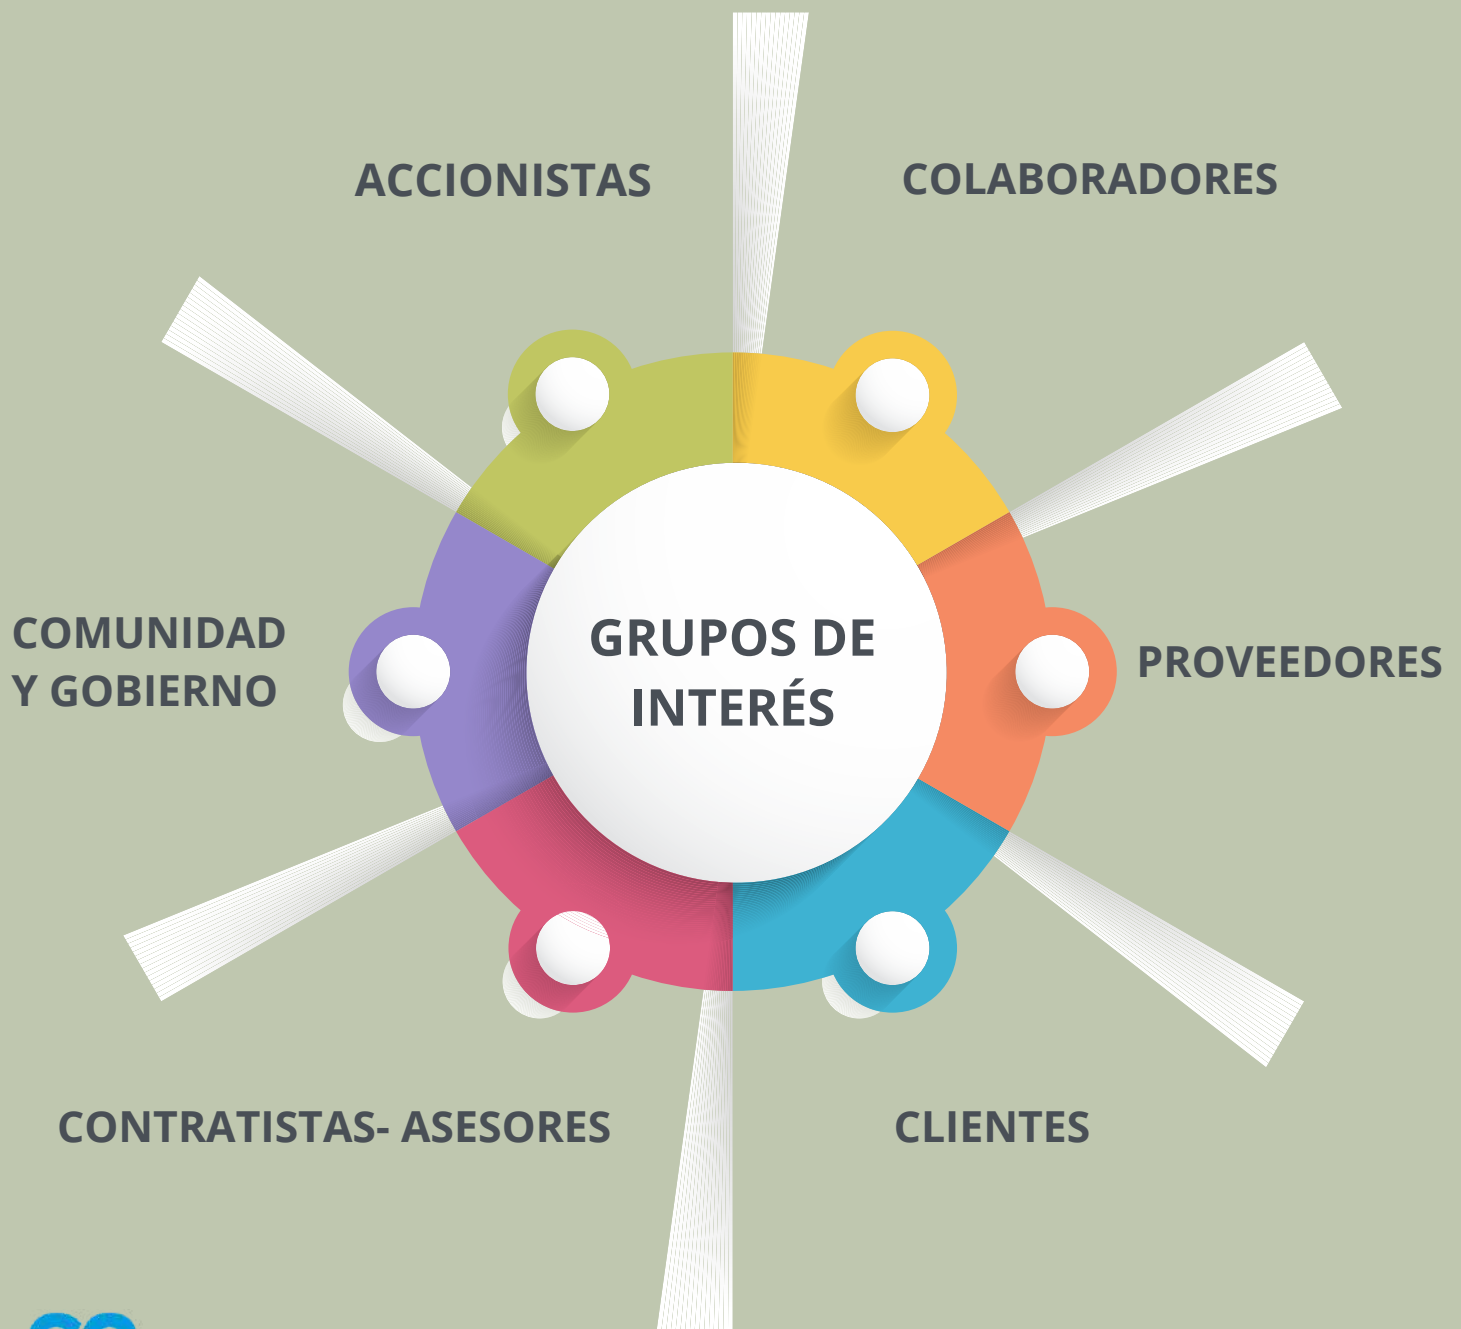 ACCIONISTAS
COLABORADORES
COMUNIDAD
Y GOBIERNO
GRUPOS DE
INTERÉS
PROVEEDORES
CONTRATISTAS- ASESORES
CLIENTES